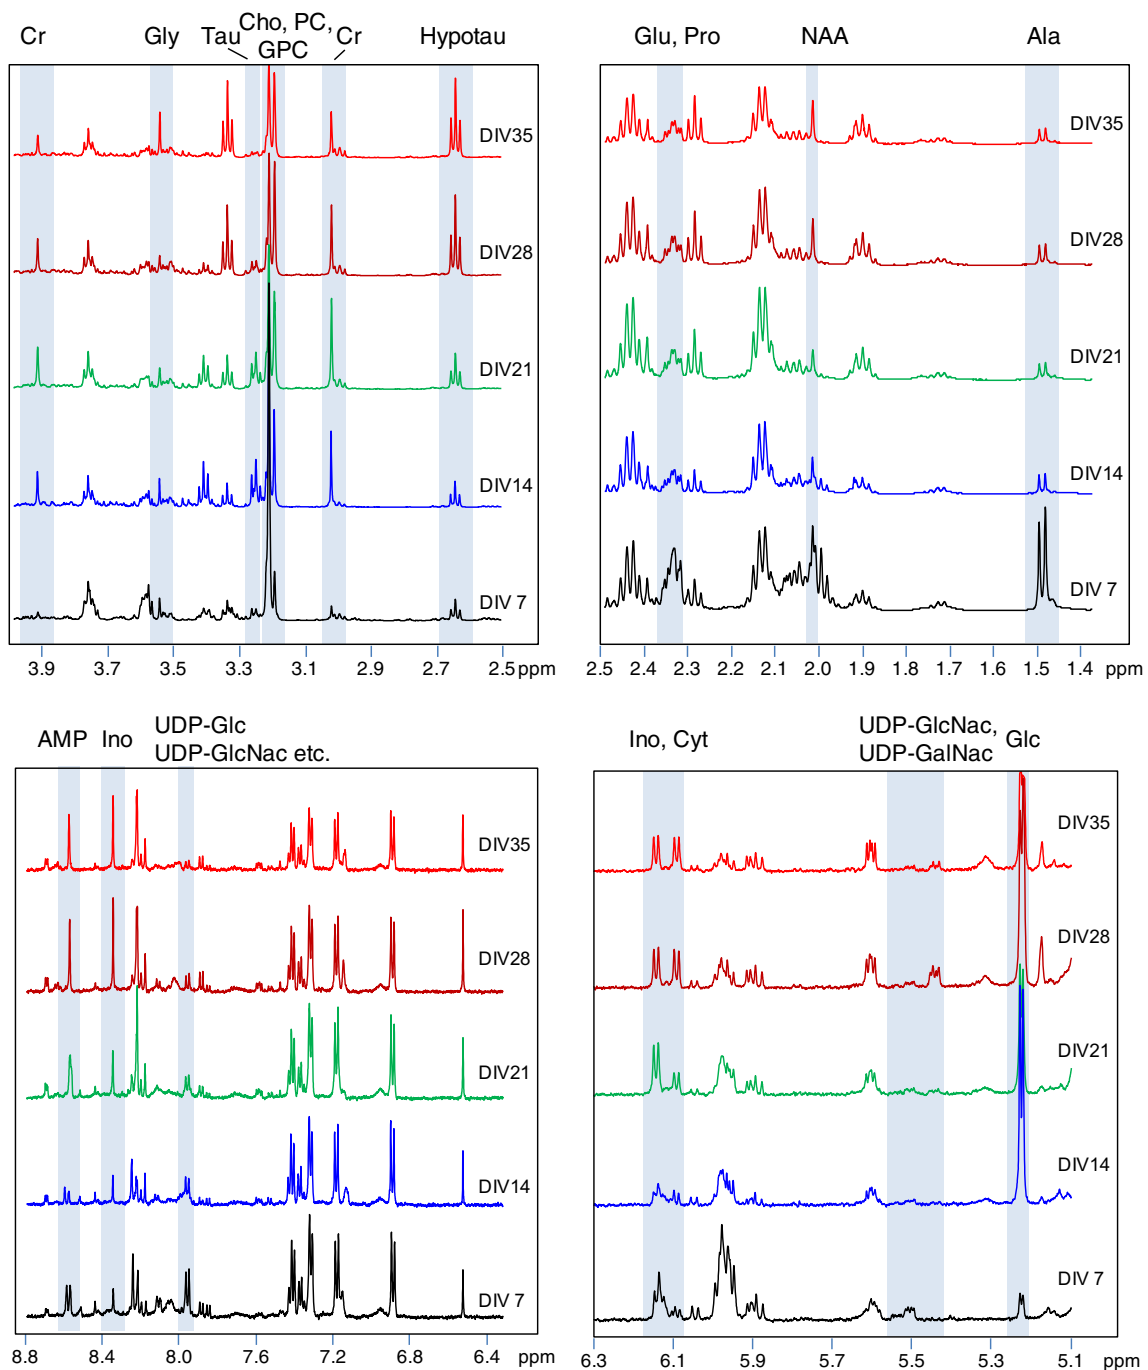 Cr Gly Tau Cho, PC, GPC Cr Hypotau
DIV35
DIV28
DIV21
DIV14
DIV 7
3.9 3.7 3.5 3.3 3.2 3.1 2.9 2.7 2.5 ppm
Glu, Pro NAA Ala
DIV35
DIV28
DIV21
DIV14
DIV 7
2.5 2.4 2.3 2.2 2.1 2.0 1.9 1.8 1.7 1.6 1.5 1.4 ppm
AMP Ino UDP-Glc
UDP-GlcNac etc.
DIV35
DIV28
DIV21
DIV14
DIV 7
8.8 8.4 8.0 7.6 7.2 6.8 6.4 ppm
Ino, Cyt UDP-GlcNac,
UDP-GalNac Glc
DIV35
DIV28
DIV21
DIV14
DIV 7
6.3 6.1 5.9 5.7 5.5 5.3 5.1 ppm